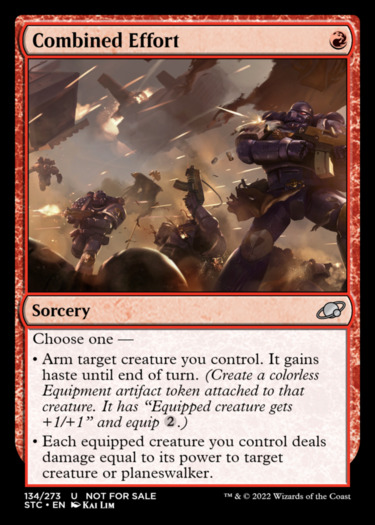 Combined Effort
Sorcery
Choose one —
• Arm target creature you control. It gains
haste until end of turn. (Create a colorless
Equipment artifact token attached to that
creature. It has “Equipped creature gets
+1/+1” and equip 2.)
• Each equipped creature you control deals
damage equal to its power to target
creature or planeswalker.
134/273 U NOT FOR SALE
STC • EN Kai Lim
™ & © 2022 Wizards of the Coast